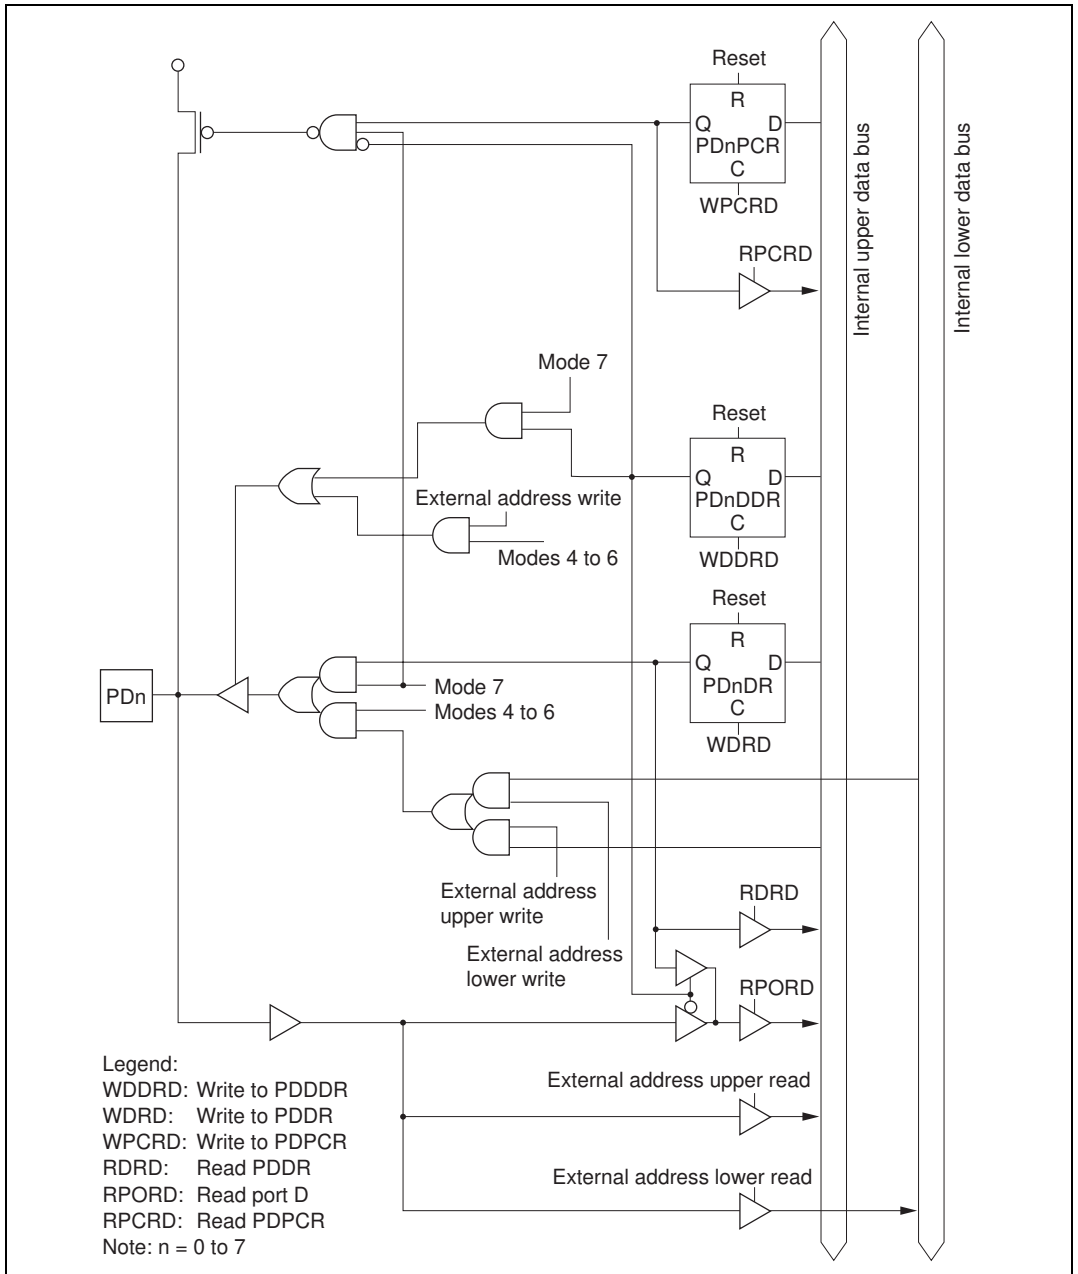 Reset
R
Q D
PDnPCR
C
WPCRD
Internal upper data bus
Internal lower data bus
RPCRD
Mode 7
Reset
R
Q D
PDnDDR
C
WDDRD
External address write
Modes 4 to 6
Reset
R
Q D
PDnDR
C
WDRD
PDn
Mode 7
Modes 4 to 6
External address
upper write
External address
lower write
RDRD
RPORD
External address upper read
External address lower read
Legend:
WDDRD: Write to PDDDR
WDRD: Write to PDDR
WPCRD: Write to PDPCR
RDRD: Read PDDR
RPORD: Read port D
RPCRD: Read PDPCR
Note: n = 0 to 7